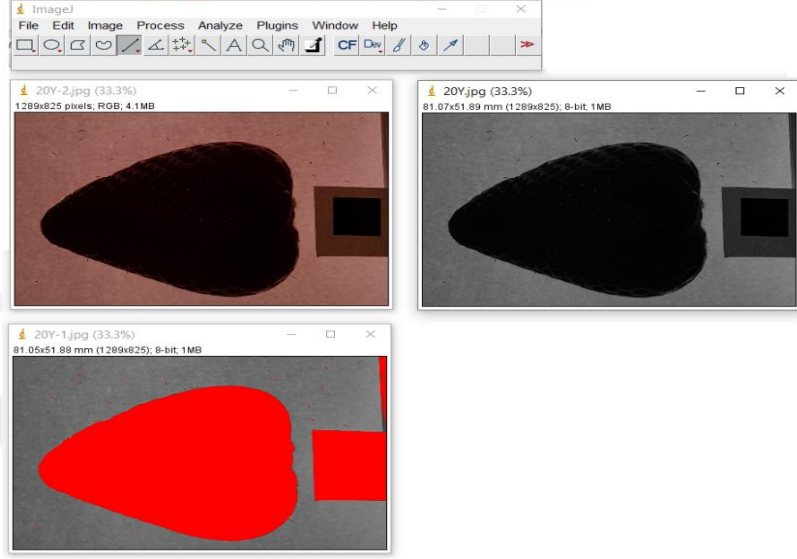 ImageJ
File Edit Image Process Analyze Plugins Window Help
A CF Dev
20Y-2.jpg (33.3%)
1289x825 pixels; RGB; 4.1MB
20Y.jpg (33.3%)
81.07x51.89 mm (1289x825); 8-bit; 1MB
20Y-1.jpg (33.3%)
81.05x51.88 mm (1289x825); 8-bit; 1MB